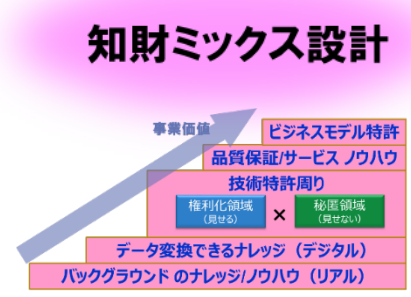 知財ミックス設計
事業価値
ビジネスモデル特許
品質保証/サービス ノウハウ
技術特許周り
権利化領域
（見せる）
×
秘匿領域
（見せない）
データ変換できるナレッジ（デジタル）
バックグラウンド のナレッジ/ノウハウ（リアル）